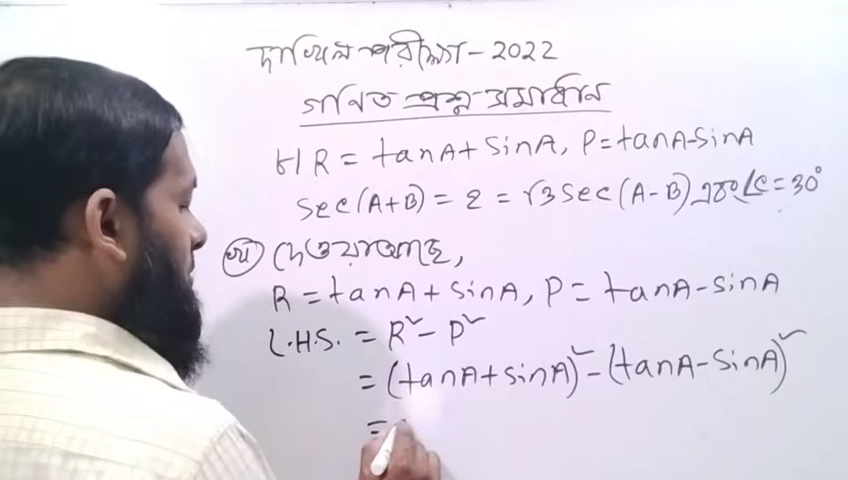 দাখিল পরীক্ষা - 2022
গণিত প্রশ্ন সমাধান
৮। R = tanA + sinA, P = tanA - sinA
sec(A+B) = 2 = √3 sec(A-B) এবং ∠C = 30°
দেওয়া আছে,
R = tanA + sinA, P = tanA - sinA
L.H.S. = R² - P²
= (tanA + sinA)² - (tanA - sinA)²
=